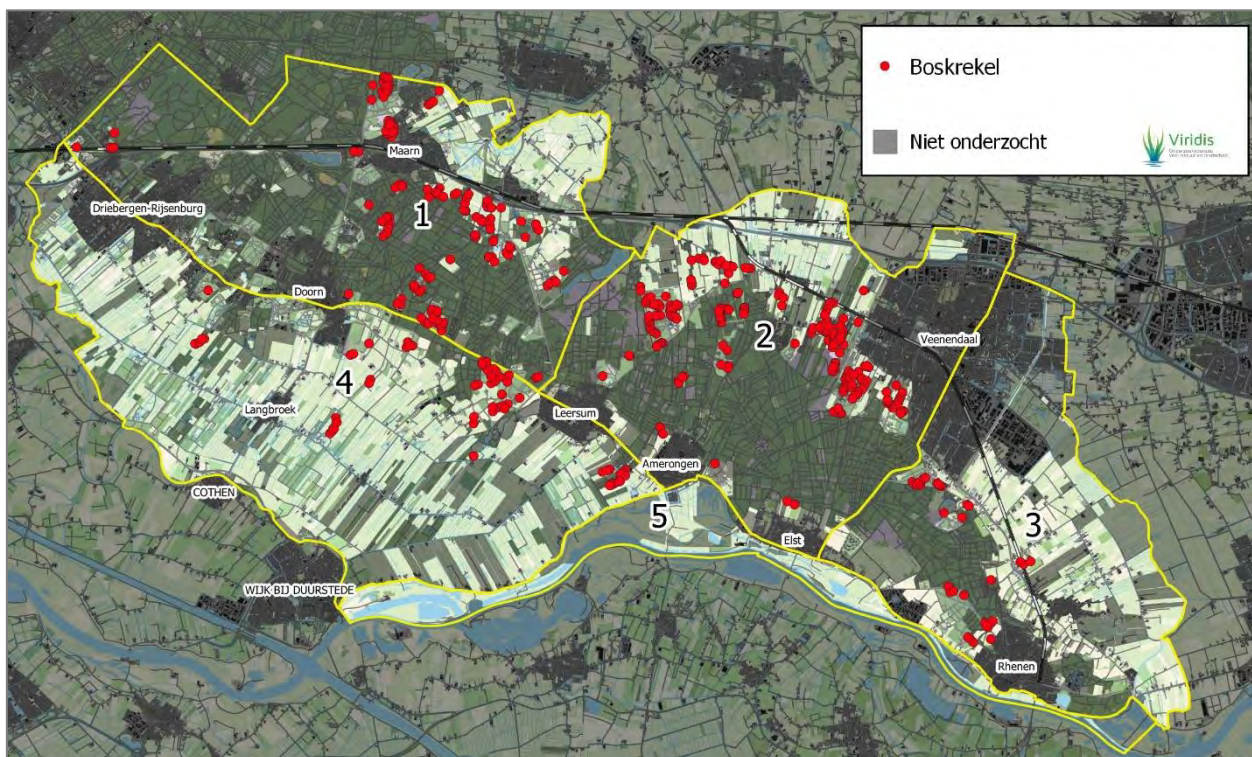 Boskrekel
Niet onderzocht
Viridis
Maarn
1
Driebergen-Rijsenburg
Doorn
2
Veenendaal
4
Langbroek
Leersum
Amerongen
COTHEN
5
3
Elst
WIJK BIJ DUURSTEDE
Rhenen